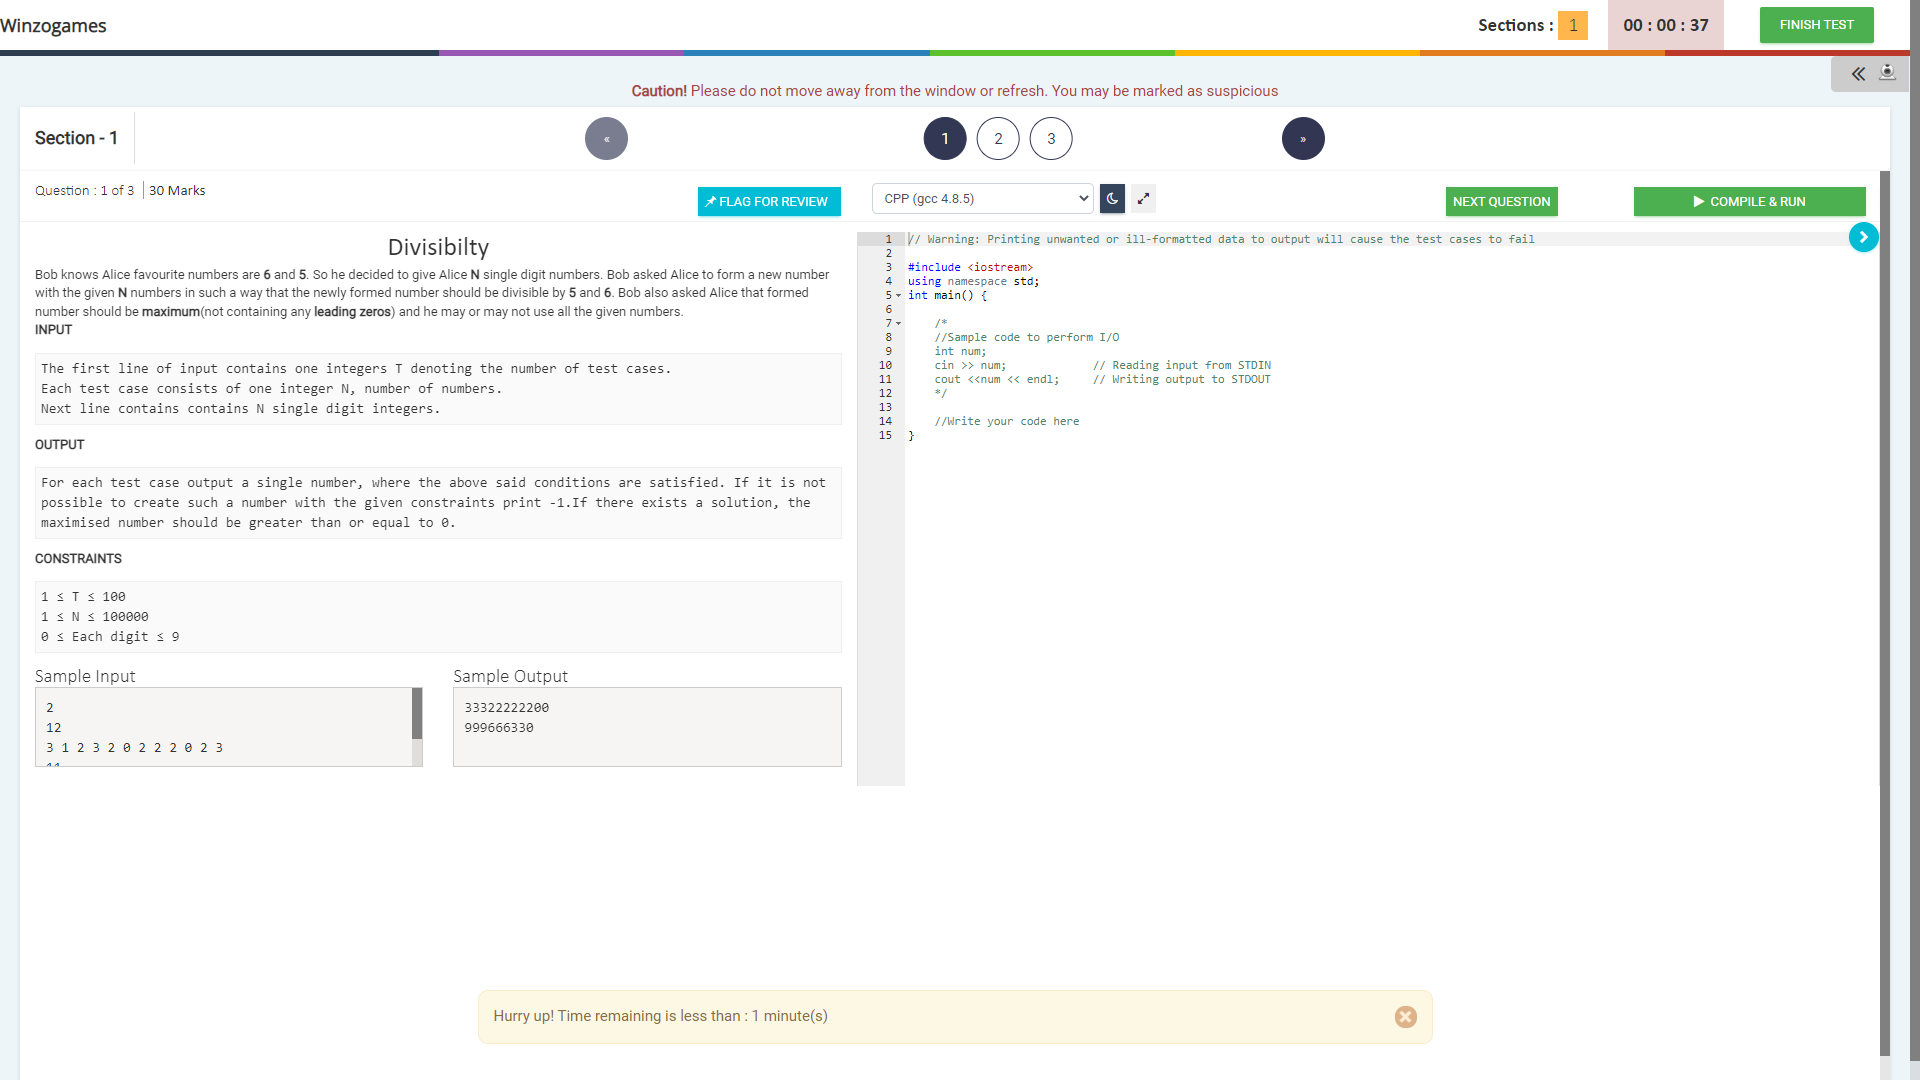 Winzogames
Sections : 1
00 : 00 : 37
FINISH TEST
Caution! Please do not move away from the window or refresh. You may be marked as suspicious
Section - 1
«
1
2
3
»
Question : 1 of 3
30 Marks
FLAG FOR REVIEW
CPP (gcc 4.8.5)
NEXT QUESTION
COMPILE & RUN
Divisibilty
Bob knows Alice favourite numbers are 6 and 5. So he decided to give Alice N single digit numbers. Bob asked Alice to form a new number
with the given N numbers in such a way that the newly formed number should be divisible by 5 and 6. Bob also asked Alice that formed
number should be maximum(not containing any leading zeros) and he may or may not use all the given numbers.
INPUT
The first line of input contains one integers T denoting the number of test cases.
Each test case consists of one integer N, number of numbers.
Next line contains contains N single digit integers.
OUTPUT
For each test case output a single number, where the above said conditions are satisfied. If it is not
possible to create such a number with the given constraints print -1.If there exists a solution, the
maximised number should be greater than or equal to 0.
CONSTRAINTS
1 ≤ T ≤ 100
1 ≤ N ≤ 100000
0 ≤ Each digit ≤ 9
Sample Input
2
12
3 1 2 3 2 0 2 2 2 0 2 3
Sample Output
33322222200
999666330
1 // Warning: Printing unwanted or ill-formatted data to output will cause the test cases to fail
2
3 #include <iostream>
4 using namespace std;
5 int main() {
6
7 /*
8 //Sample code to perform I/O
9 int num;
10 cin >> num; // Reading input from STDIN
11 cout <<num << endl; // Writing output to STDOUT
12 */
13
14 //Write your code here
15 }
Hurry up! Time remaining is less than : 1 minute(s)